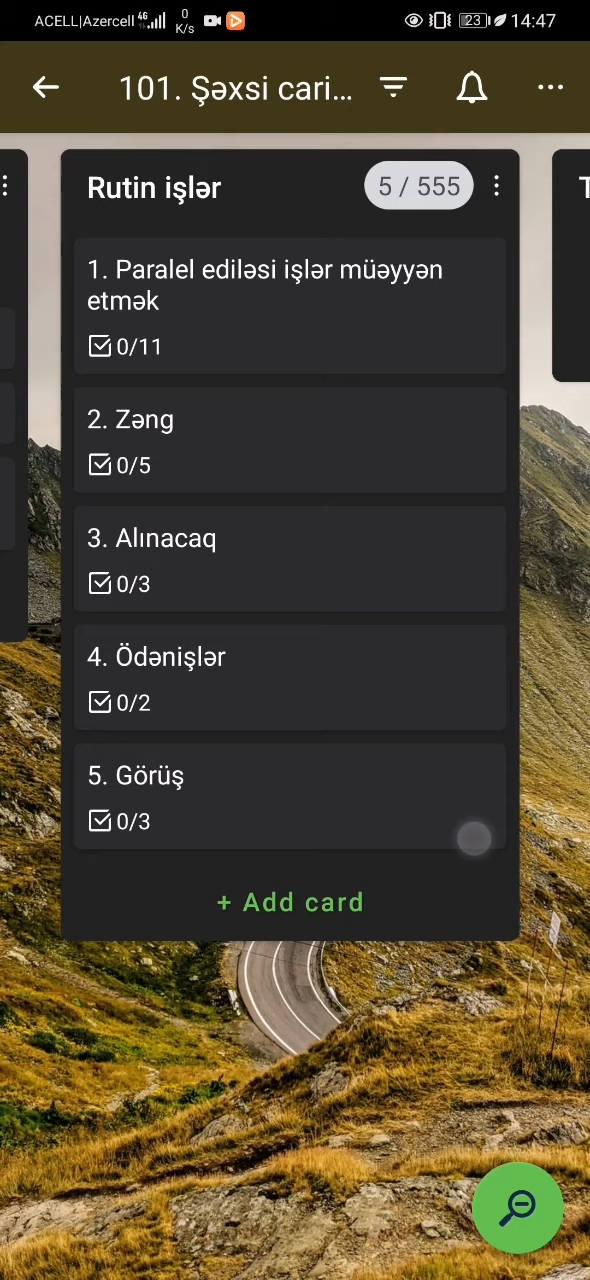 ACELL|Azercell 4G 0 K/s 23 14:47
101. Şəxsi cari...
Rutin işlər 5 / 555
1. Paralel ediləsi işlər müəyyən
etmək
0/11
2. Zəng
0/5
3. Alınacaq
0/3
4. Ödənişlər
0/2
5. Görüş
0/3
+ Add card